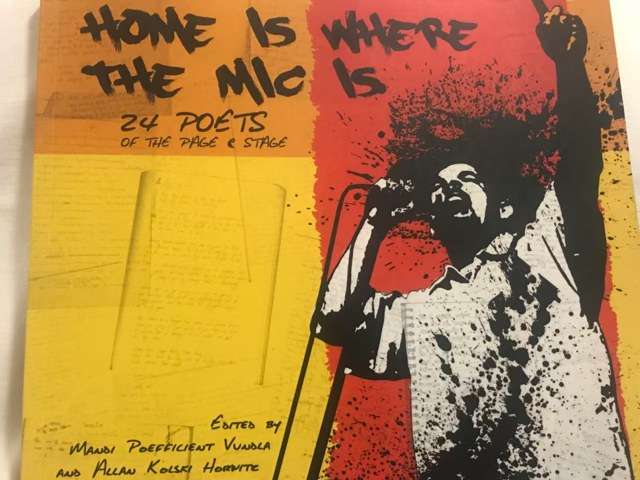 HOME IS WHERE
THE MIC IS
24 POETS
OF THE PAGE & STAGE
EDITED BY
MANDI POEFFICIENT VUNDLA
AND ALLAN KOLSKI HORWITZ